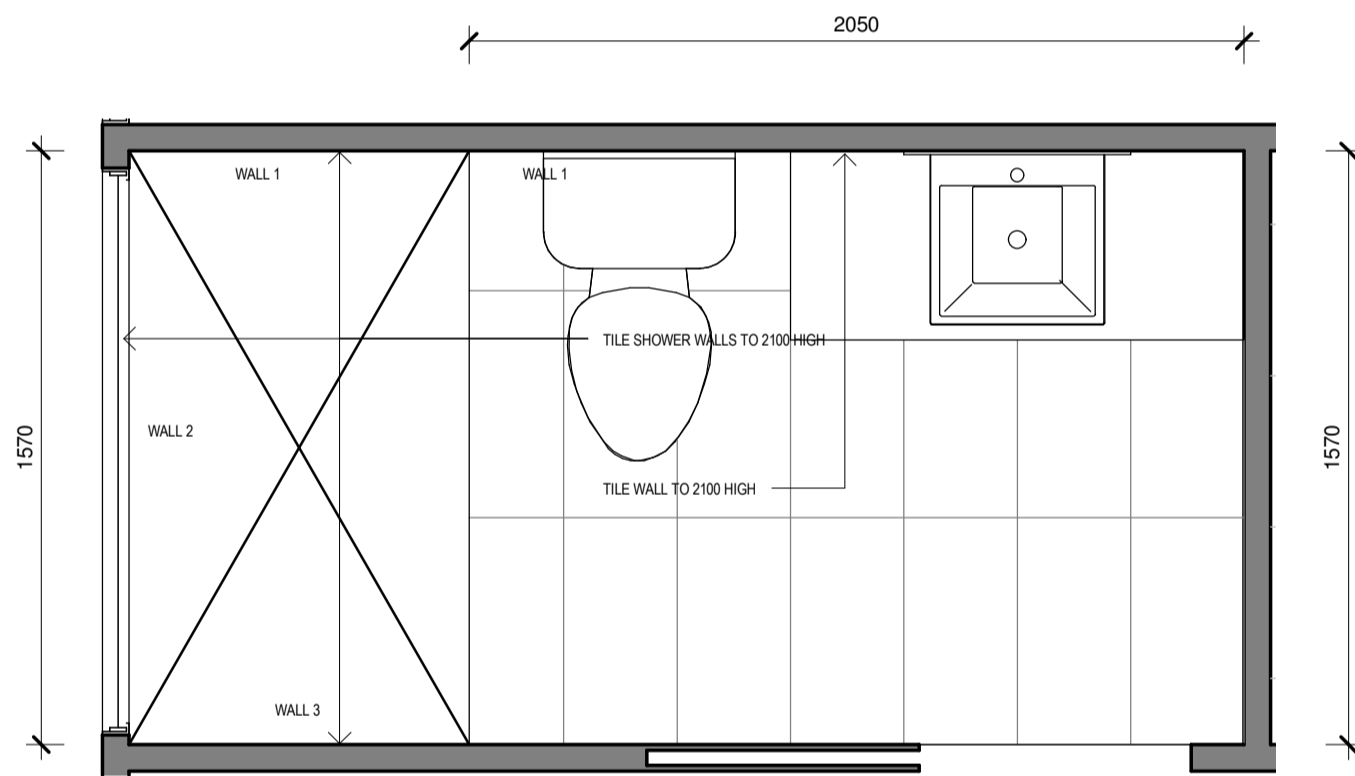 2050
WALL 1
WALL 1
TILE SHOWER WALLS TO 2100 HIGH
1570
WALL 2
1570
TILE WALL TO 2100 HIGH
WALL 3